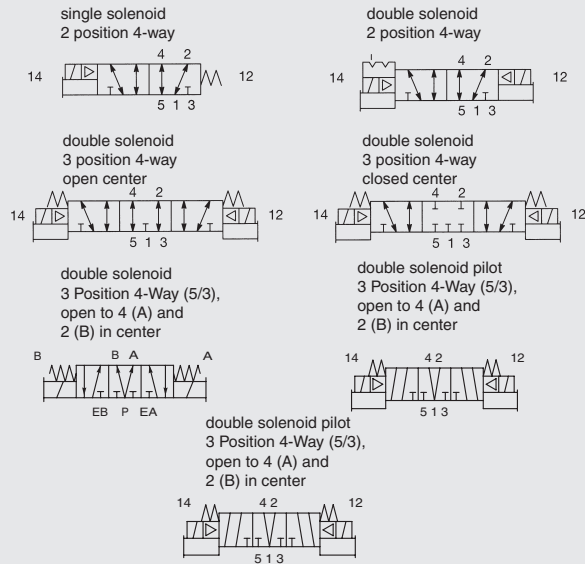 single solenoid
2 position 4-way
4 2
14 12
5 1 3
double solenoid
2 position 4-way
4 2
14 12
5 1 3
double solenoid
3 position 4-way
open center
4 2
14 12
5 1 3
double solenoid
3 position 4-way
closed center
4 2
14 12
5 1 3
double solenoid
3 Position 4-Way (5/3),
open to 4 (A) and
2 (B) in center
B B A A
EB P EA
double solenoid pilot
3 Position 4-Way (5/3),
open to 4 (A) and
2 (B) in center
14 4 2 12
5 1 3
double solenoid pilot
3 Position 4-Way (5/3),
open to 4 (A) and
2 (B) in center
14 4 2 12
5 1 3